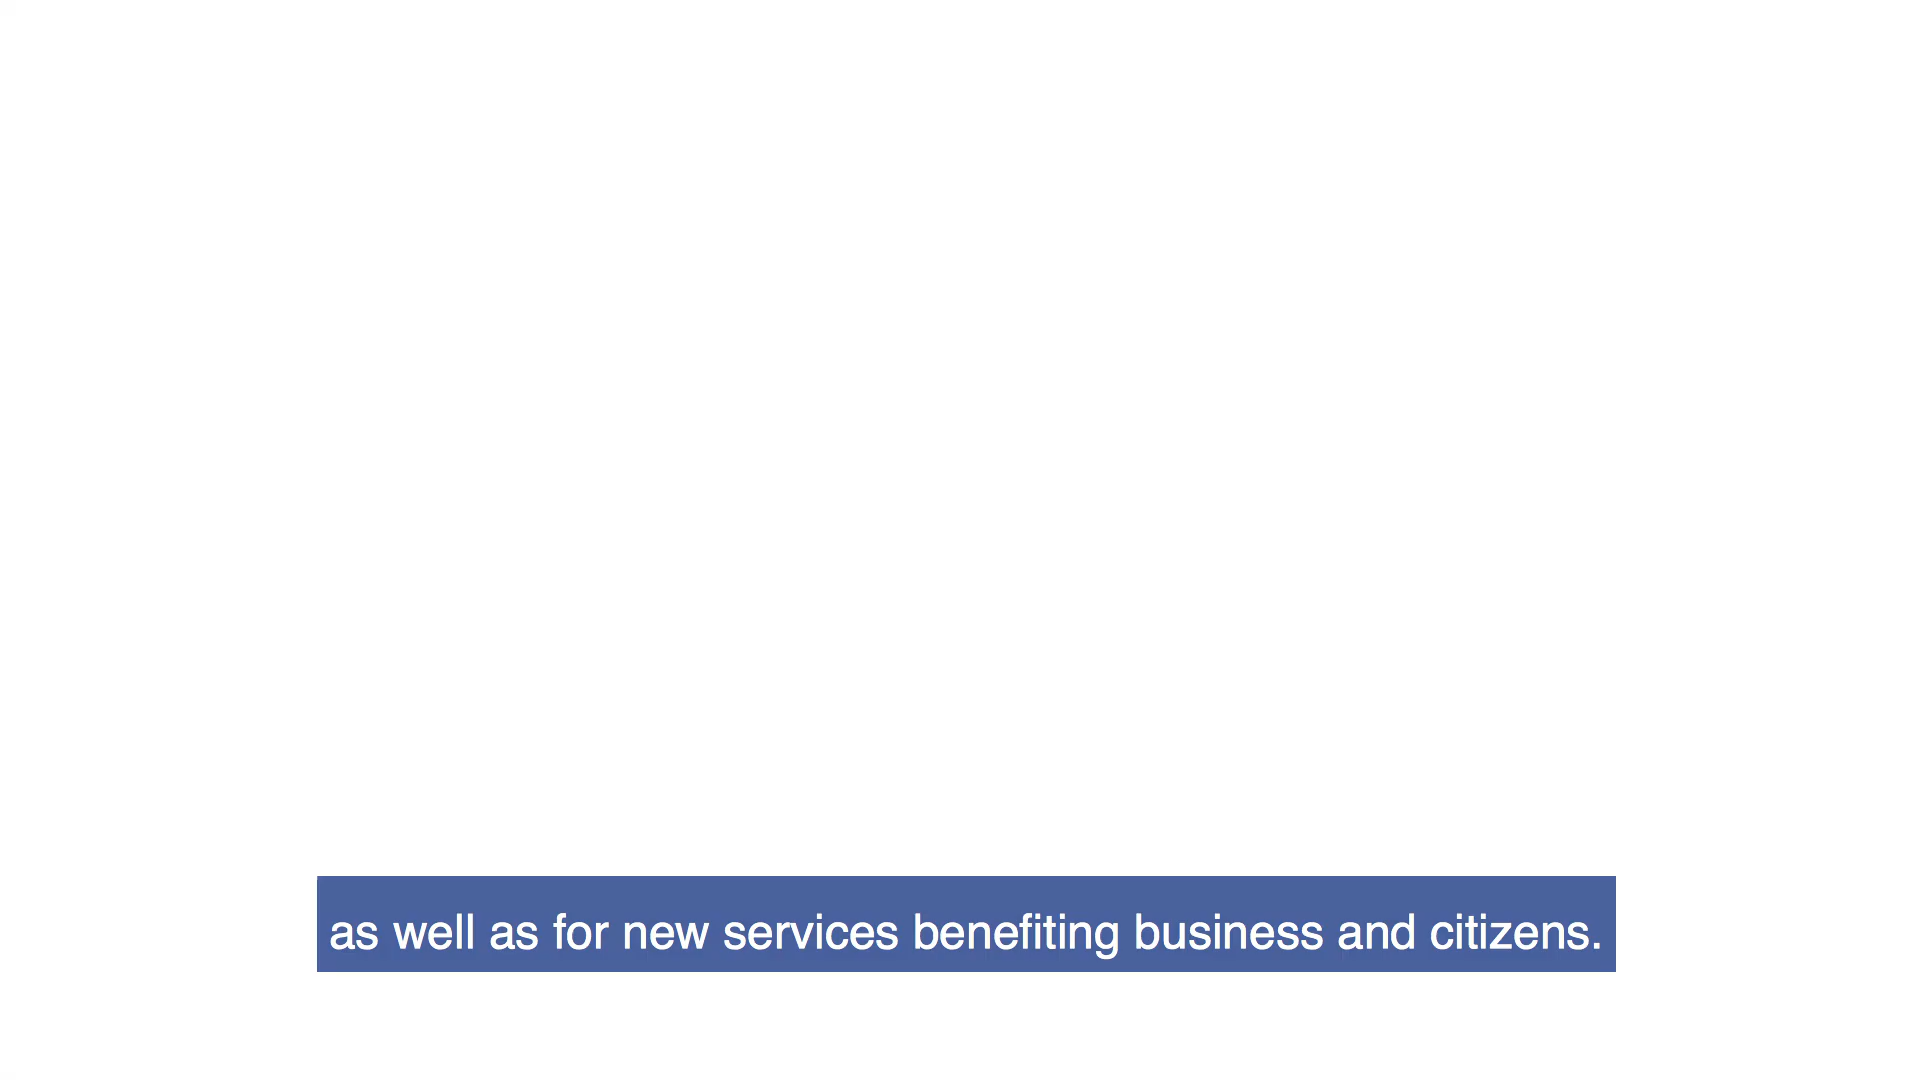 as well as for new services benefiting business and citizens.